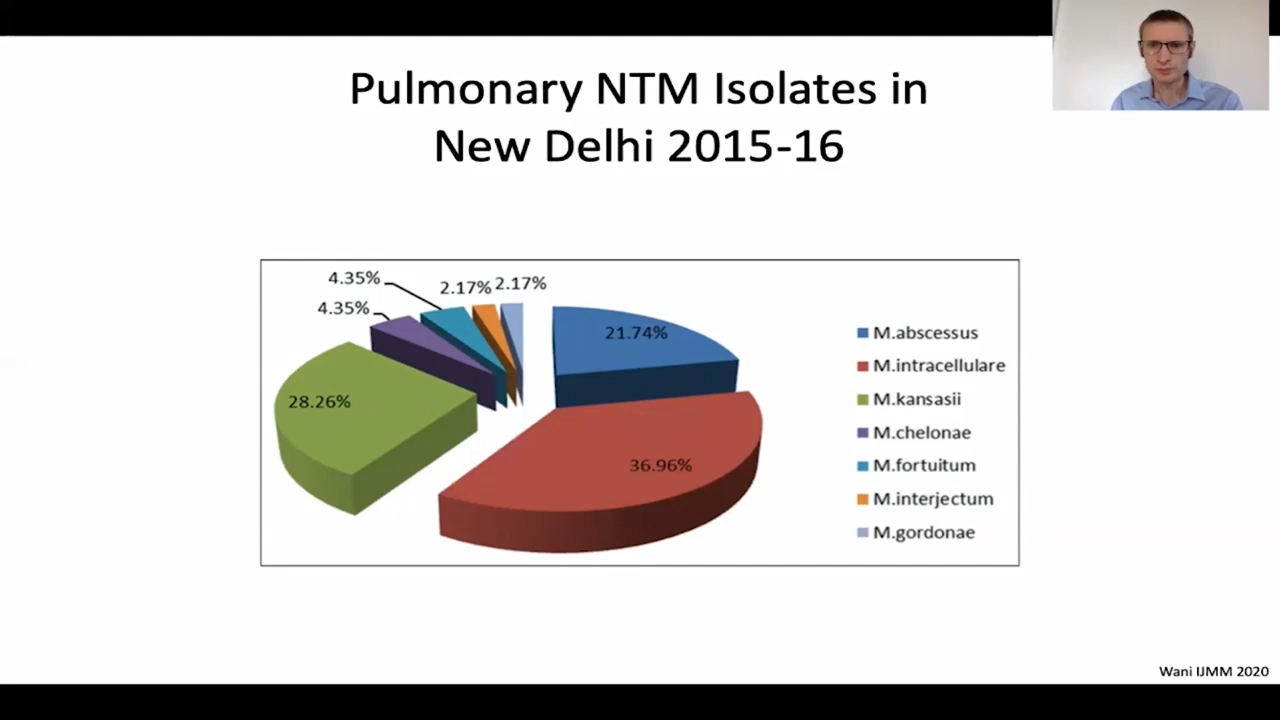 Pulmonary NTM Isolates in
New Delhi 2015-16
4.35%
4.35%
2.17%
2.17%
21.74%
28.26%
36.96%
M.abscessus
M.intracellulare
M.kansasii
M.chelonae
M.fortuitum
M.interjectum
M.gordonae
Wani IJMM 2020